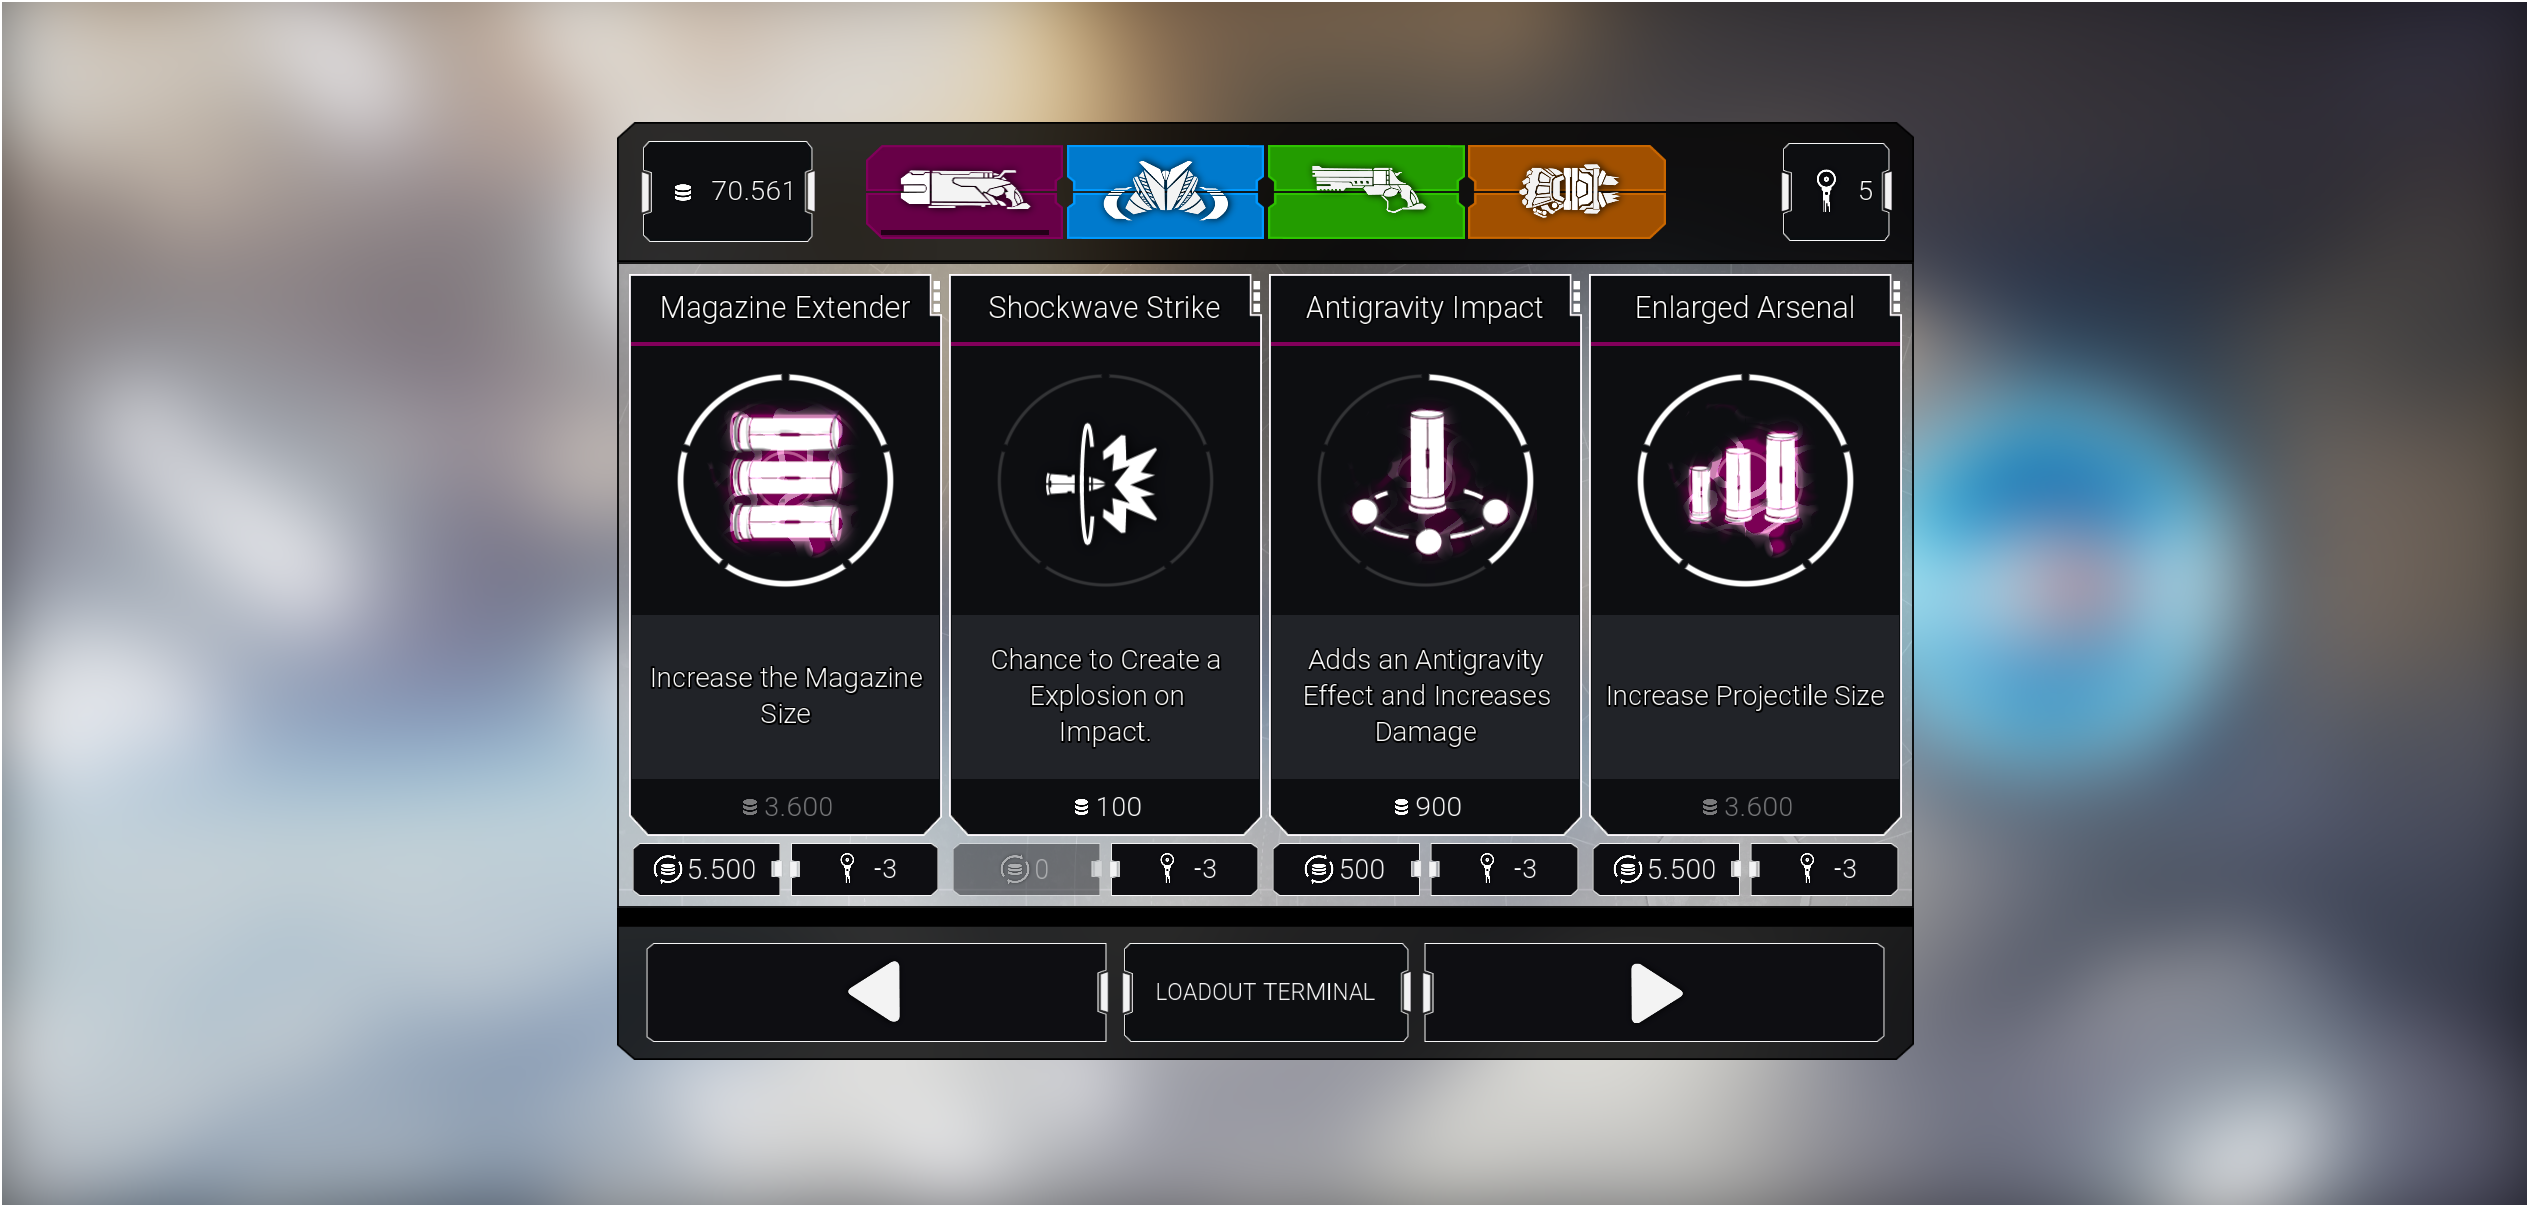 70.561
5
Magazine Extender
Shockwave Strike
Antigravity Impact
Enlarged Arsenal
Increase the Magazine
Size
Chance to Create a
Explosion on
Impact.
Adds an Antigravity
Effect and Increases
Damage
Increase Projectile Size
3.600
100
900
3.600
5.500
-3
0
-3
500
-3
5.500
-3
LOADOUT TERMINAL